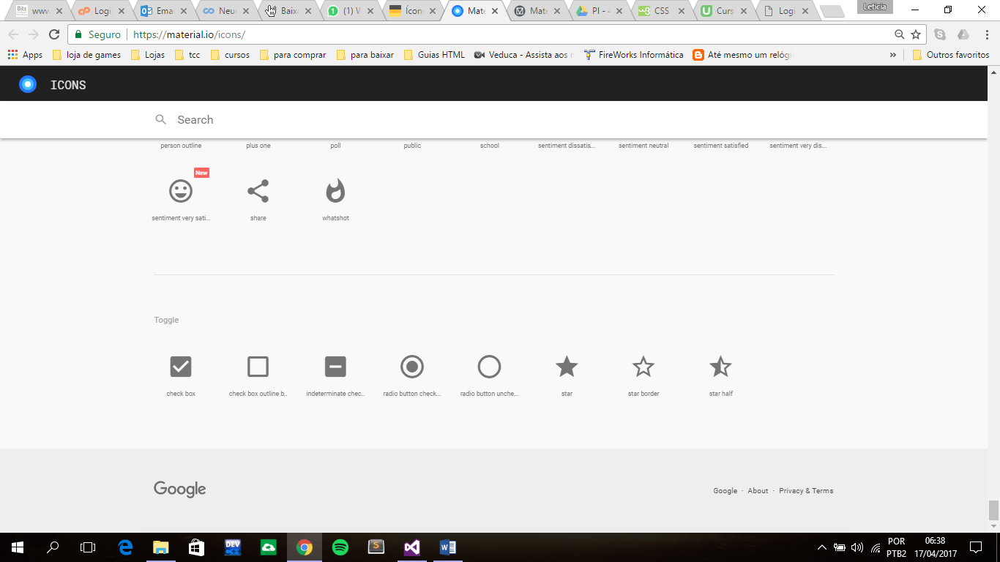 www
Logi
Ema
Neu
Baixa
(1) W
Ícon
Mate
Mate
PI - 4
CSS
Curs
Logi
Leticia
Seguro
https://material.io/icons/
Apps
loja de games
Lojas
tcc
cursos
para comprar
para baixar
Guias HTML
Veduca - Assista aos
FireWorks Informática
Até mesmo um relógi
»
Outros favoritos
ICONS
Search
person outline
plus one
poll
public
school
sentiment dissatis...
sentiment neutral
sentiment satisfied
sentiment very dis...
New
sentiment very sati...
share
whatshot
Toggle
check box
check box outline b..
indeterminate chec..
radio button check...
radio button unche...
star
star border
star half
Google
Google · About · Privacy & Terms
DEV
C++
S
POR
PTB2
06:38
17/04/2017